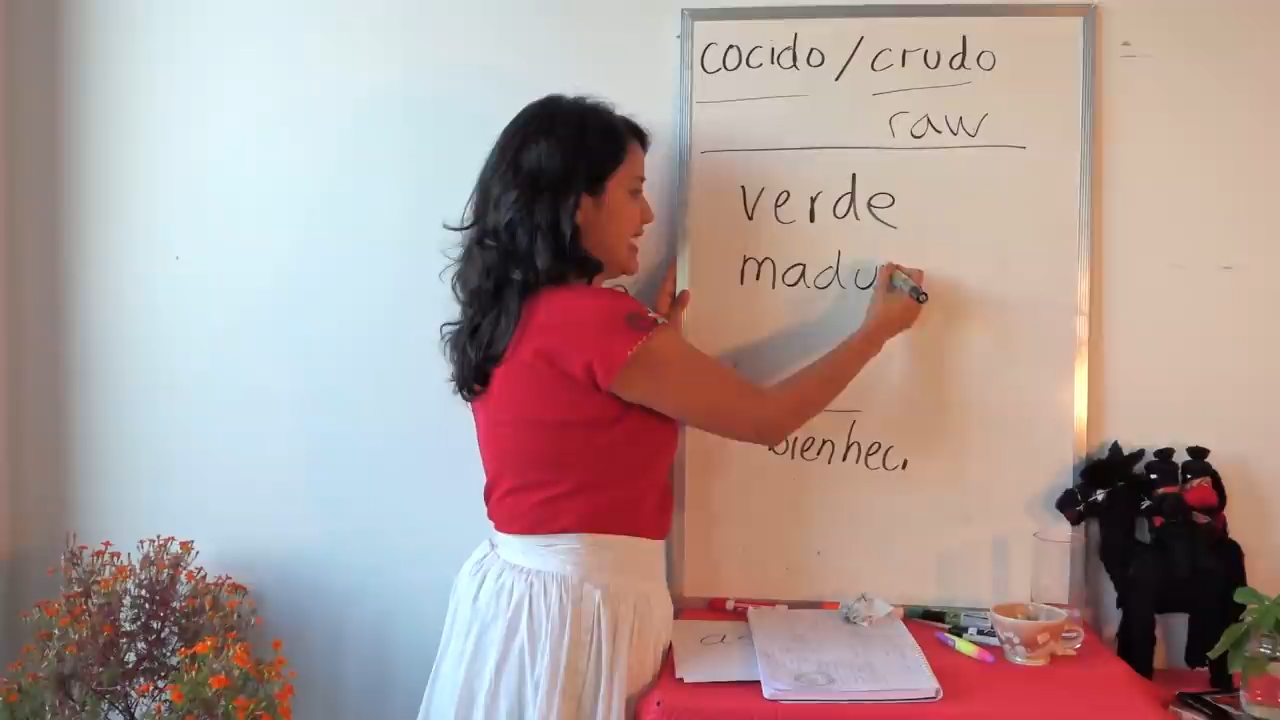 cocido / crudo
raw
verde
madu
bienhec.